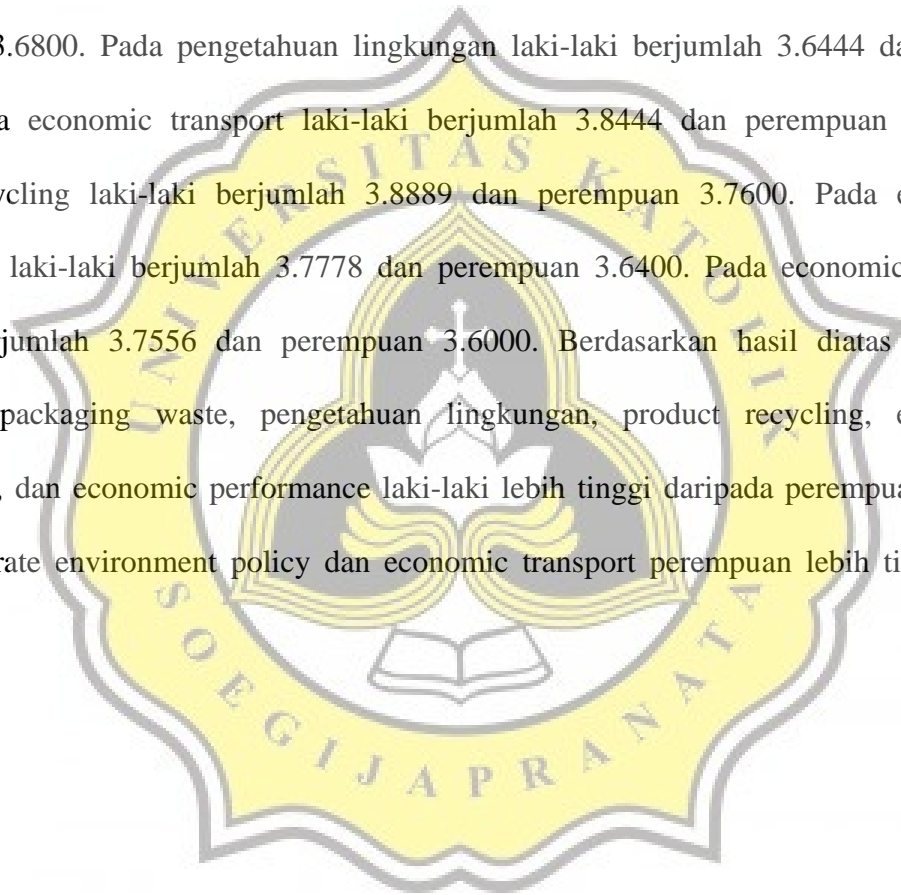 3.6800. Pada pengetahuan lingkungan laki-laki berjumlah 3.6444 da
a economic transport laki-laki berjumlah 3.8444 dan perempuan
ycling laki-laki berjumlah 3.8889 dan perempuan 3.7600. Pada e
laki-laki berjumlah 3.7778 dan perempuan 3.6400. Pada economic
jumlah 3.7556 dan perempuan 3.6000. Berdasarkan hasil diatas
packaging waste, pengetahuan lingkungan, product recycling, e
, dan economic performance laki-laki lebih tinggi daripada perempua
rate environment policy dan economic transport perempuan lebih ti
UNIVERSITAS KATOLIK
SOEGIJAPRANATA